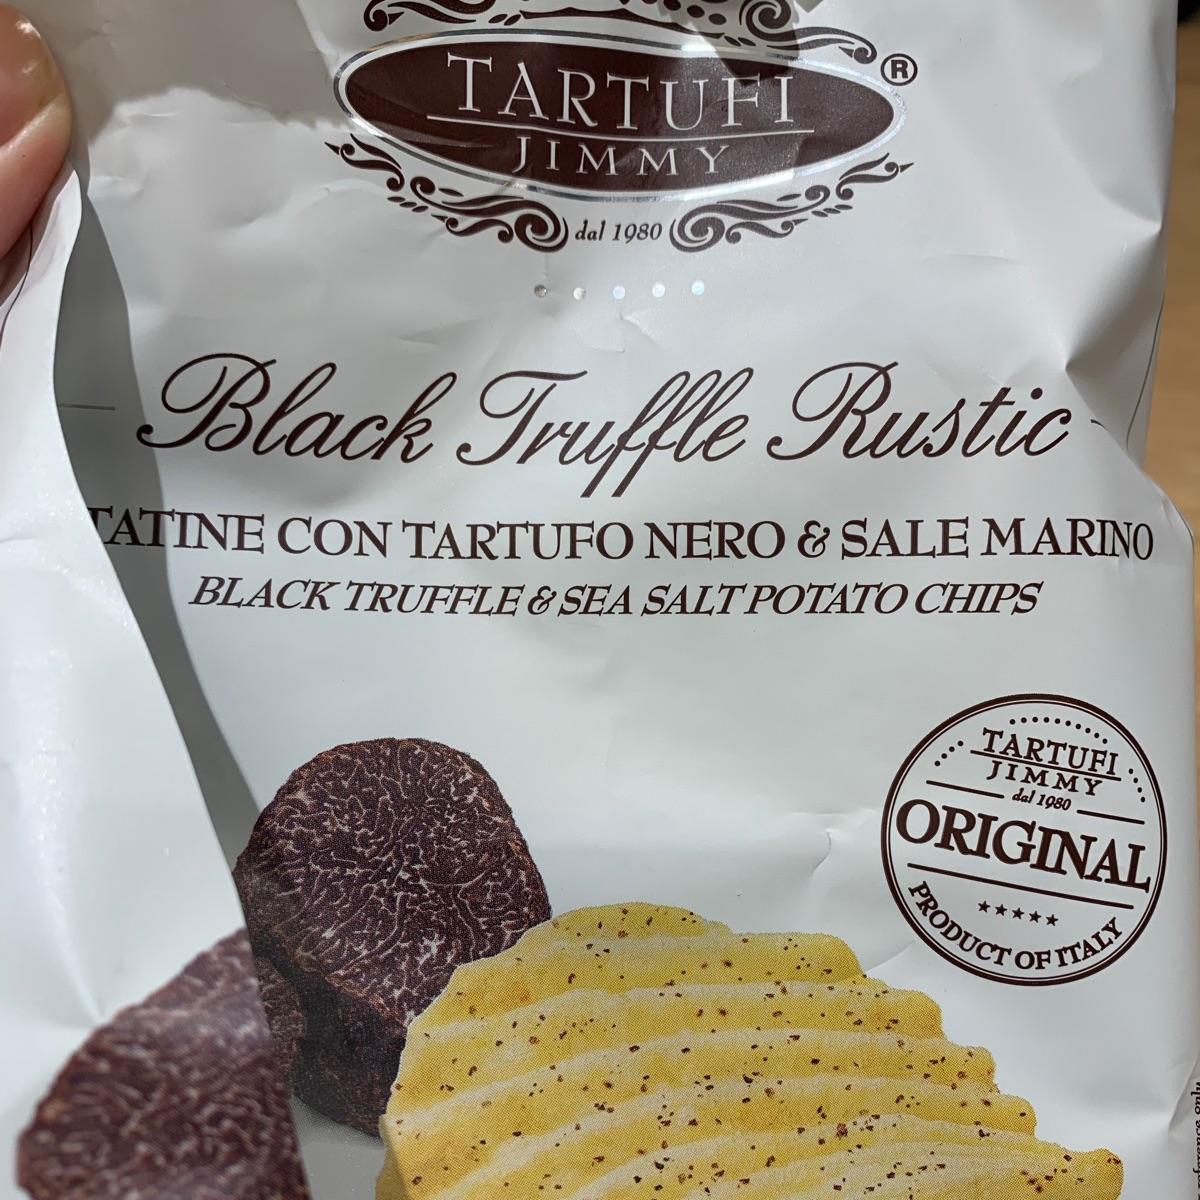 TARTUFI
JIMMY
®
dal 1980
Black Truffle Rustic
TATINE CON TARTUFO NERO & SALE MARINO
BLACK TRUFFLE & SEA SALT POTATO CHIPS
TARTUFI
JIMMY
dal 1980
ORIGINAL
PRODUCT OF ITALY
only